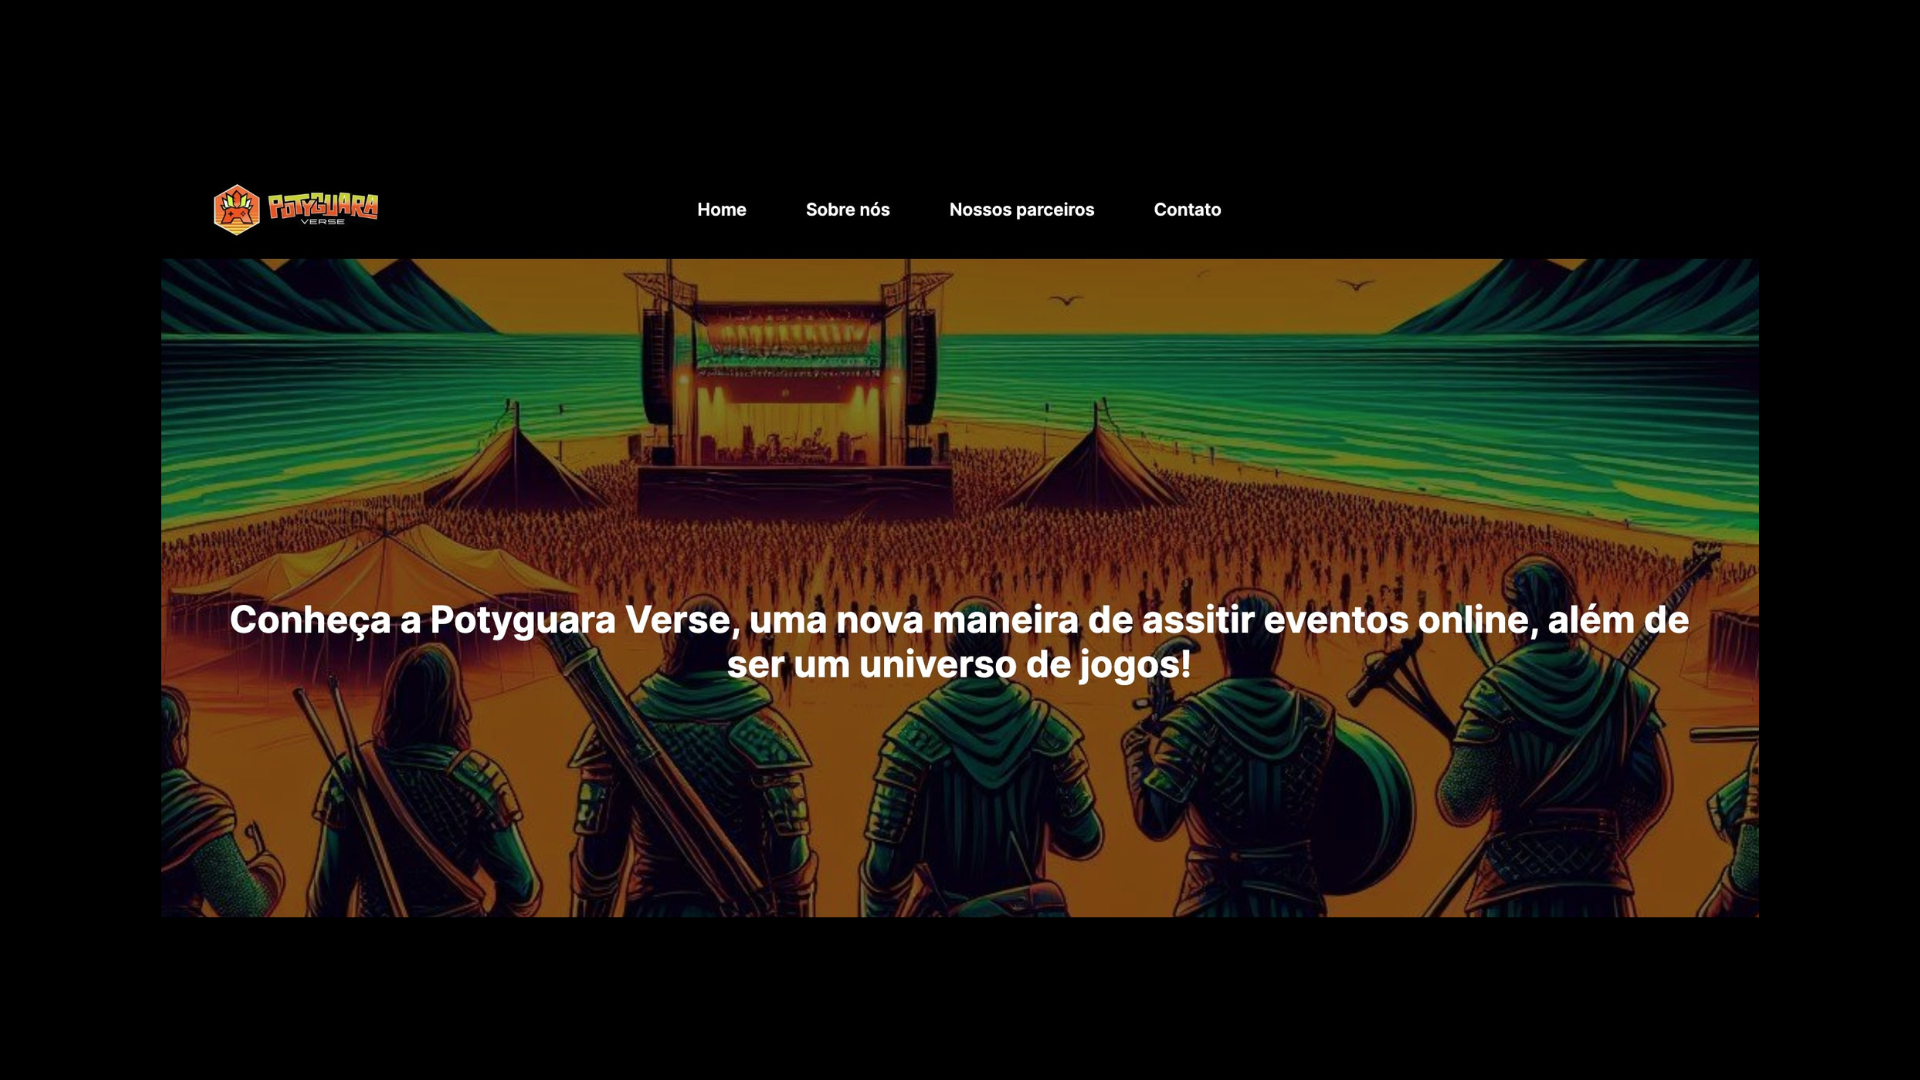 POTYGUARA
VERSE
Home
Sobre nós
Nossos parceiros
Contato
Conheça a Potyguara Verse, uma nova maneira de assitir eventos online, além de
ser um universo de jogos!